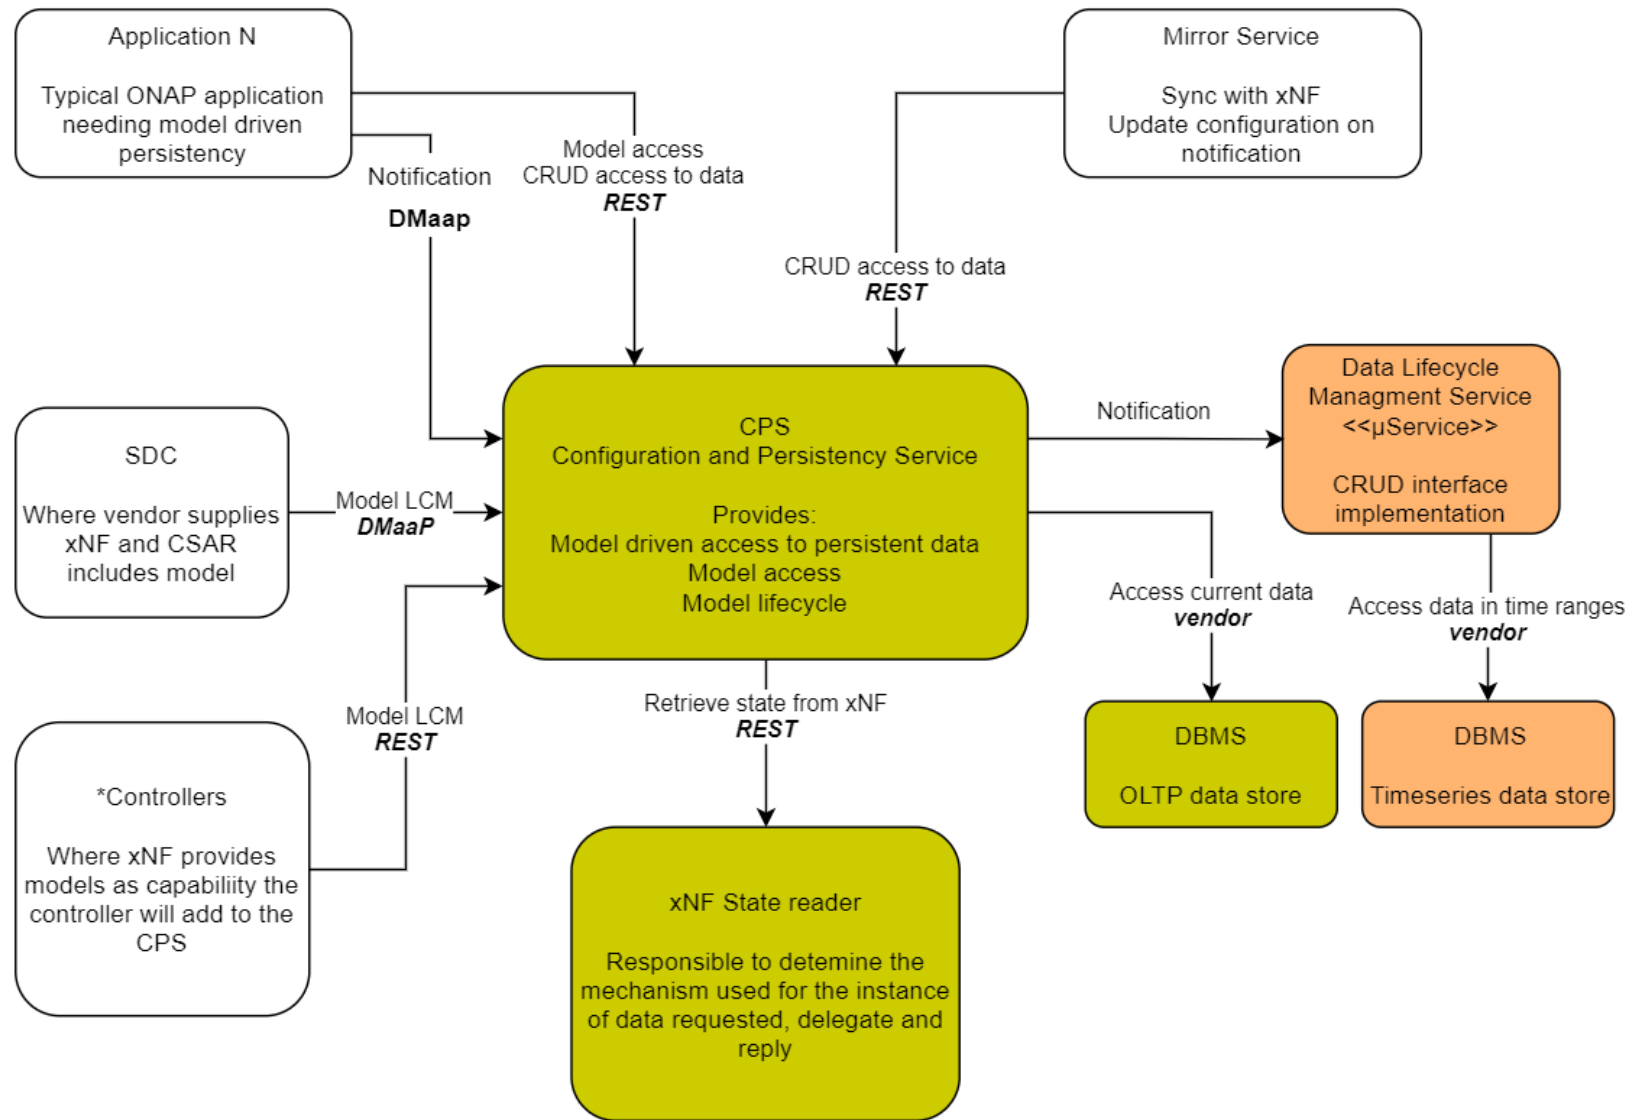 Application N
Typical ONAP application
needing model driven
persistency
Mirror Service
Sync with xNF
Update configuration on
notification
Notification
DMaap
Model access
CRUD access to data
REST
CRUD access to data
REST
SDC
Where vendor supplies
xNF and CSAR
includes model
Model LCM
DMaaP
CPS
Configuration and Persistency Service
Provides:
Model driven access to persistent data
Model access
Model lifecycle
Notification
Data Lifecycle
Managment Service
<<µService>>
CRUD interface
implementation
Access current data
vendor
Access data in time ranges
vendor
Model LCM
REST
Retrieve state from xNF
REST
DBMS
OLTP data store
DBMS
Timeseries data store
*Controllers
Where xNF provides
models as capabiliity the
controller will add to the
CPS
xNF State reader
Responsible to detemine the
mechanism used for the instance
of data requested, delegate and
reply